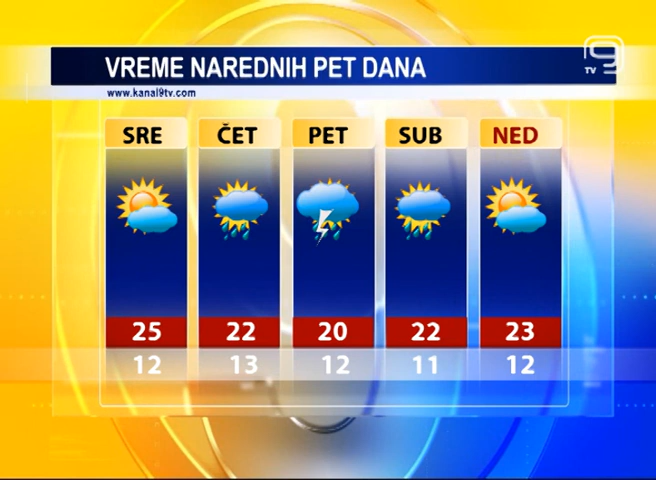 VREME NAREDNIH PET DANA
9
TV
www.kanal9tv.com
SRE ČET PET SUB NED
25 22 20 22 23
12 13 12 11 12